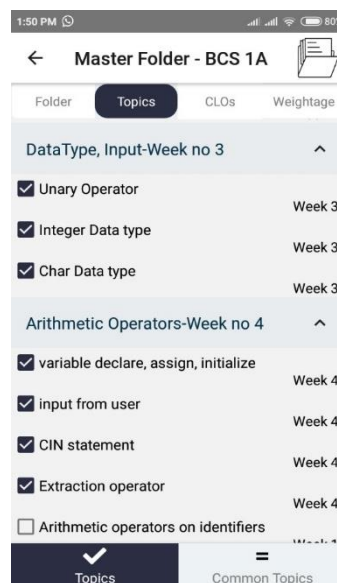 1:50 PM 80%
Master Folder - BCS 1A
Folder Topics CLOs Weightage
DataType, Input-Week no 3
Unary Operator
Week 3
Integer Data type
Week 3
Char Data type
Week 3
Arithmetic Operators-Week no 4
variable declare, assign, initialize
Week 4
input from user
Week 4
CIN statement
Week 4
Extraction operator
Week 4
Arithmetic operators on identifiers
Topics Common Topics